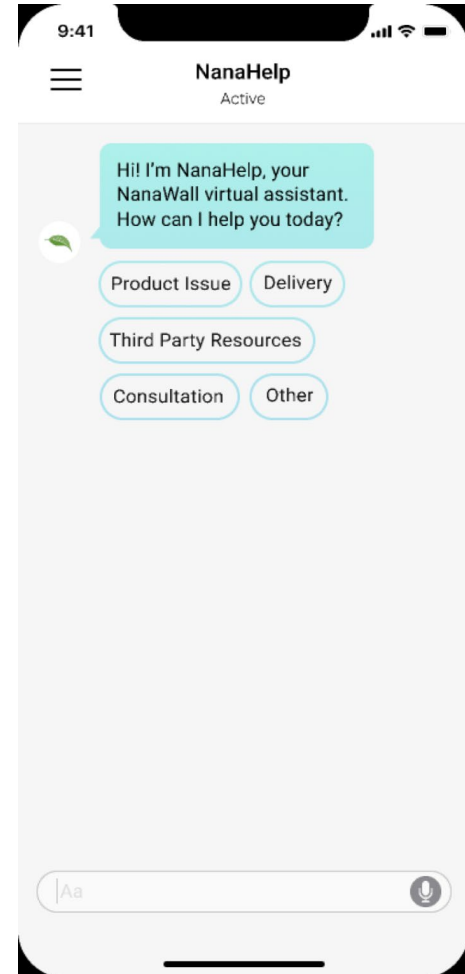 9:41
NanaHelp
Active
Hi! I'm NanaHelp, your
NanaWall virtual assistant.
How can I help you today?
Product Issue
Delivery
Third Party Resources
Consultation
Other
Aa